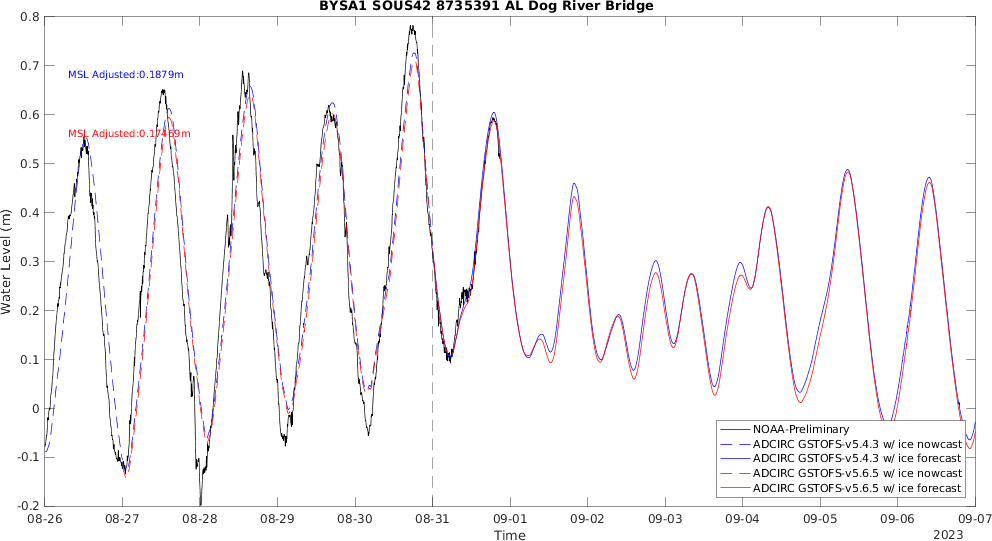 BYSA1 SOUS42 8735391 AL Dog River Bridge
0.8
0.7
0.6
0.5
0.4
0.3
0.2
0.1
0
-0.1
-0.2
Water Level (m)
MSL Adjusted:0.1879m
MSL Adjusted:0.17469m
NOAA-Preliminary
ADCIRC GSTOFS-v5.4.3 w/ ice nowcast
ADCIRC GSTOFS-v5.4.3 w/ ice forecast
ADCIRC GSTOFS-v5.6.5 w/ ice nowcast
ADCIRC GSTOFS-v5.6.5 w/ ice forecast
08-26 08-27 08-28 08-29 08-30 08-31 09-01 09-02 09-03 09-04 09-05 09-06 09-07
Time
2023